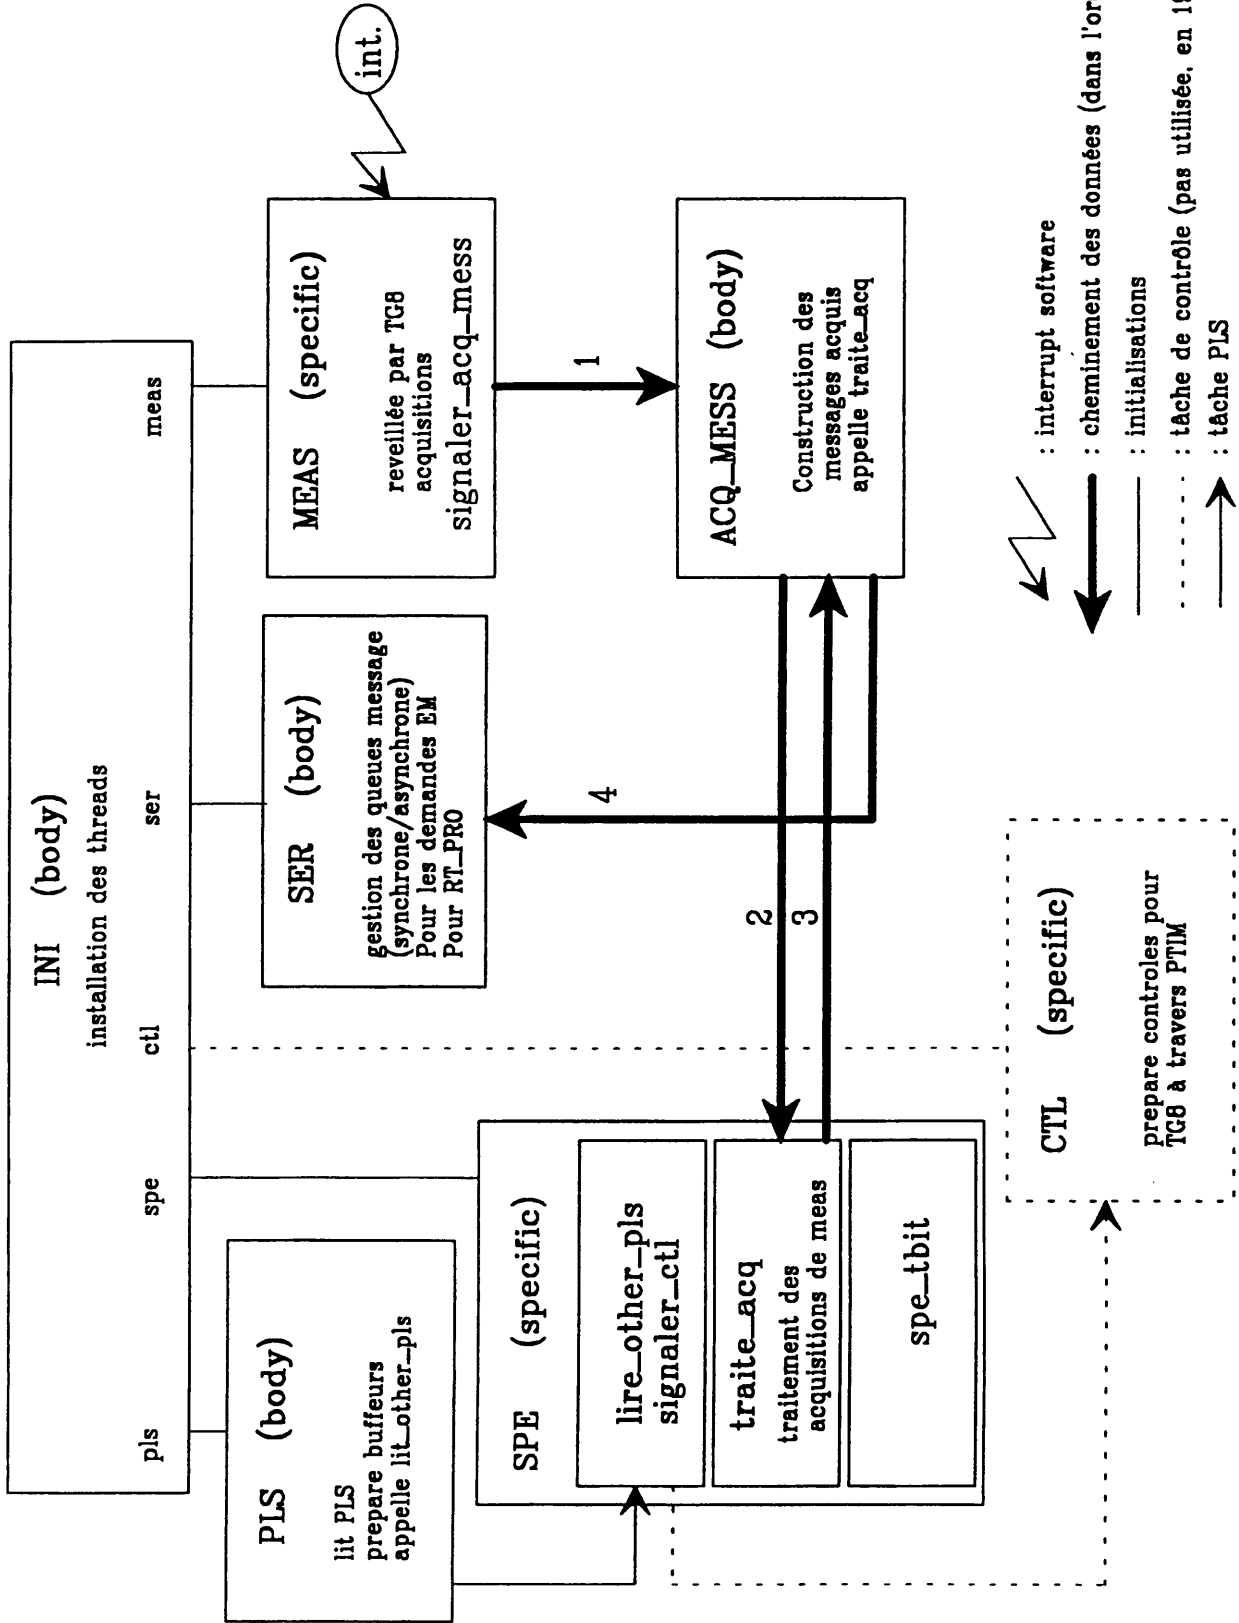 INI (body)
installation des threads
pls
spe
ctl
ser
meas
PLS (body)
lit PLS
prepare buffeurs
appelle lit_other_pls
SPE (specific)
lire_other_pls
signaler_ctl
traite_acq
traitement des
acquisitions de meas
spe_tbit
SER (body)
gestion des queues message
(synchrone/asynchrone)
Pour les demandes EM
Pour RT_PRO
MEAS (specific)
reveillée par TG8
acquisitions
signaler_acq_mess
int.
1
ACQ_MESS (body)
Construction des
messages acquis
appelle traite_acq
2
3
4
CTL (specific)
prepare controles pour
TG8 à travers PTIM
: interrupt software
: cheminement des données (dans l'or
: initialisations
: tâche de contrôle (pas utilisée, en
: tâche PLS